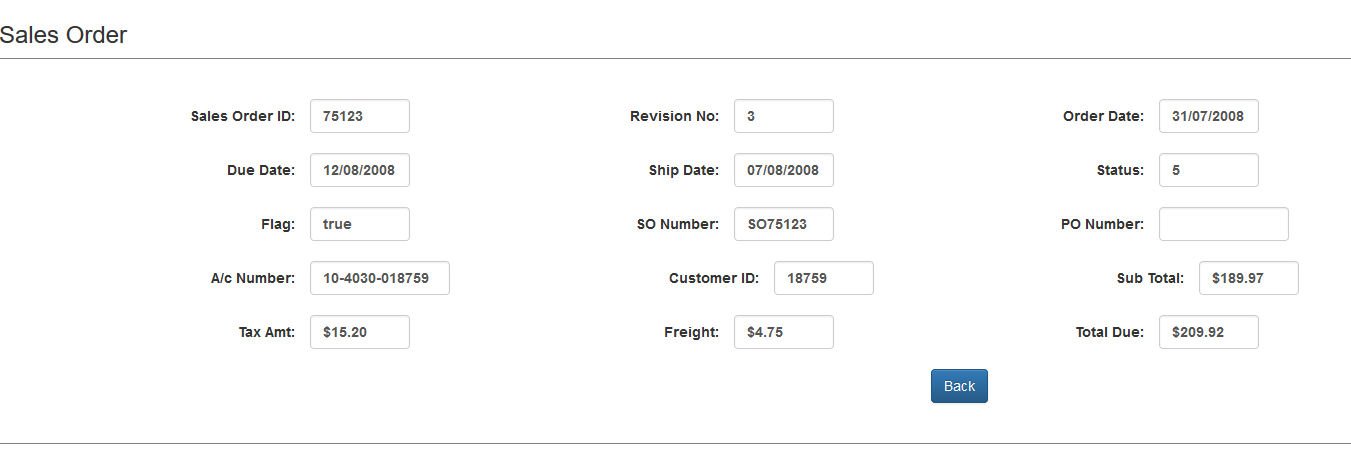 Sales Order
Sales Order ID: 75123 Revision No: 3 Order Date: 31/07/2008
Due Date: 12/08/2008 Ship Date: 07/08/2008 Status: 5
Flag: true SO Number: SO75123 PO Number:
A/c Number: 10-4030-018759 Customer ID: 18759 Sub Total: $189.97
Tax Amt: $15.20 Freight: $4.75 Total Due: $209.92
Back